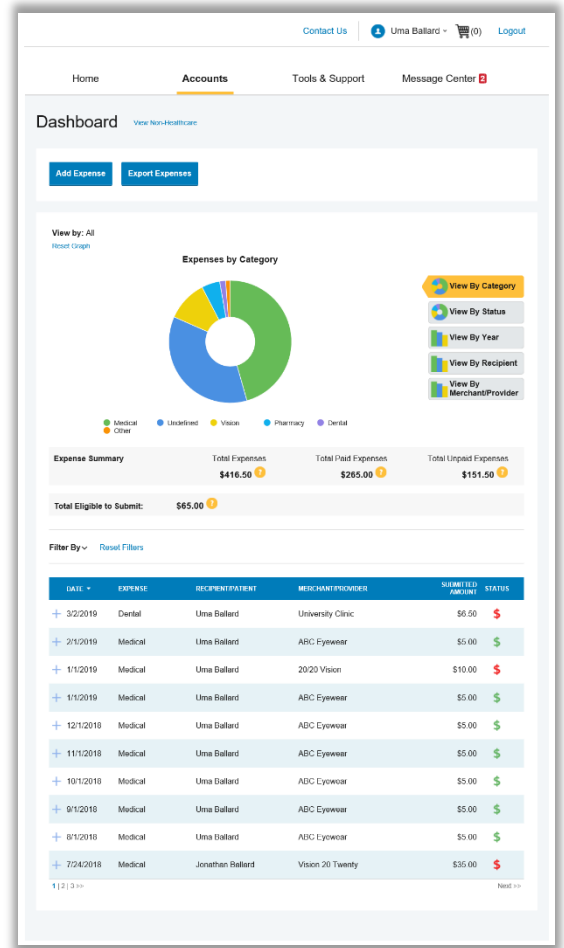 Contact Us Uma Ballard (0) Logout
Home Accounts Tools & Support Message Center 2
Dashboard View Non-Healthcare
Add Expense Export Expenses
View by: All
Reset Graph
Expenses by Category
View By Category
View By Status
View By Year
View By Recipient
View By
Merchant/Provider
Medical Undefined Vision Pharmacy Dental
Other
Expense Summary Total Expenses Total Paid Expenses Total Unpaid Expenses
$416.50 ? $265.00 ? $151.50 ?
Total Eligible to Submit: $65.00 ?
Filter By Reset Filters
DATE EXPENSE RECIPIENT/PATIENT MERCHANT/PROVIDER SUBMITTED AMOUNT STATUS
+ 3/2/2019 Dental Uma Ballard University Clinic $6.50 $
+ 2/1/2019 Medical Uma Ballard ABC Eyewear $5.00 $
+ 1/1/2019 Medical Uma Ballard 20/20 Vision $10.00 $
+ 1/1/2019 Medical Uma Ballard ABC Eyewear $5.00 $
+ 12/1/2018 Medical Uma Ballard ABC Eyewear $5.00 $
+ 11/1/2018 Medical Uma Ballard ABC Eyewear $5.00 $
+ 10/1/2018 Medical Uma Ballard ABC Eyewear $5.00 $
+ 9/1/2018 Medical Uma Ballard ABC Eyewear $5.00 $
+ 8/1/2018 Medical Uma Ballard ABC Eyewear $5.00 $
+ 7/24/2018 Medical Jonathan Ballard Vision 20 Twenty $35.00 $
1 | 2 | 3 >> Next >>